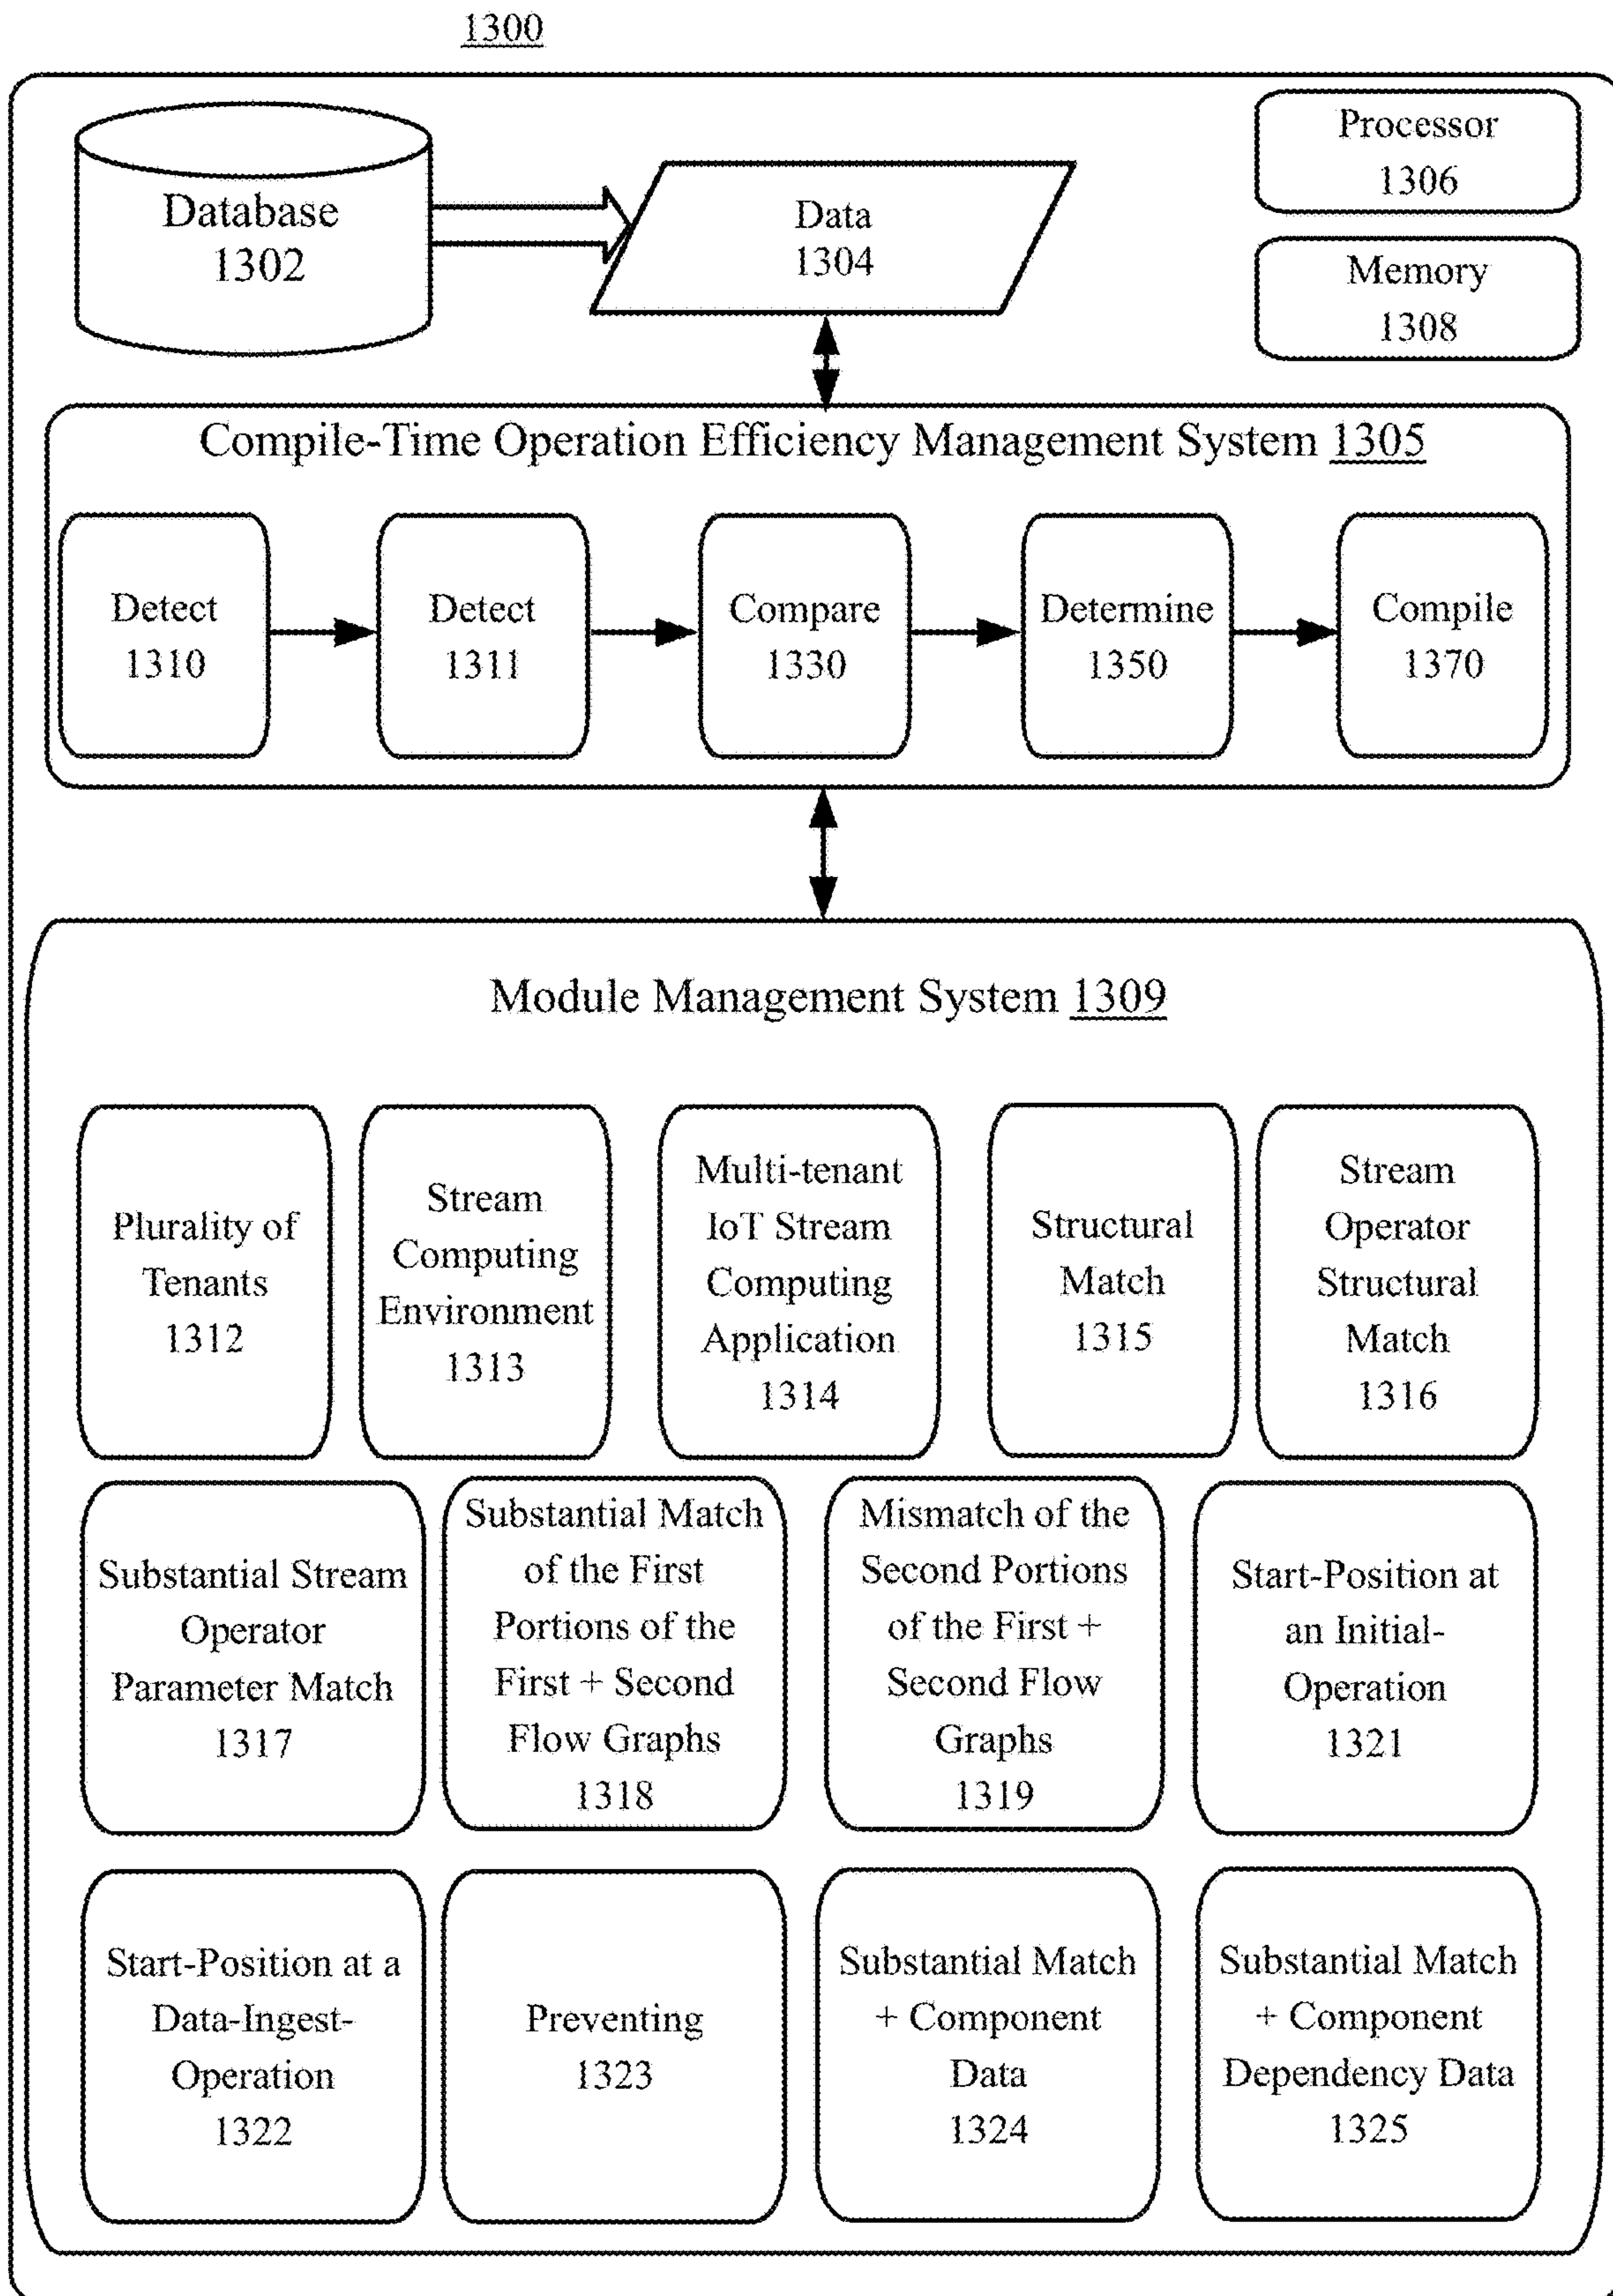 1300
Database
1302
Data
1304
Processor
1306
Memory
1308
Compile-Time Operation Efficiency Management System 1305
Detect
1310
Detect
1311
Compare
1330
Determine
1350
Compile
1370
Module Management System 1309
Plurality of
Tenants
1312
Stream
Computing
Environment
1313
Multi-tenant
IoT Stream
Computing
Application
1314
Structural
Match
1315
Stream
Operator
Structural
Match
1316
Substantial Stream
Operator
Parameter Match
1317
Substantial Match
of the First
Portions of the
First + Second
Flow Graphs
1318
Mismatch of the
Second Portions
of the First +
Second Flow
Graphs
1319
Start-Position at
an Initial-
Operation
1321
Start-Position at a
Data-Ingest-
Operation
1322
Preventing
1323
Substantial Match
+ Component
Data
1324
Substantial Match
+ Component
Dependency Data
1325